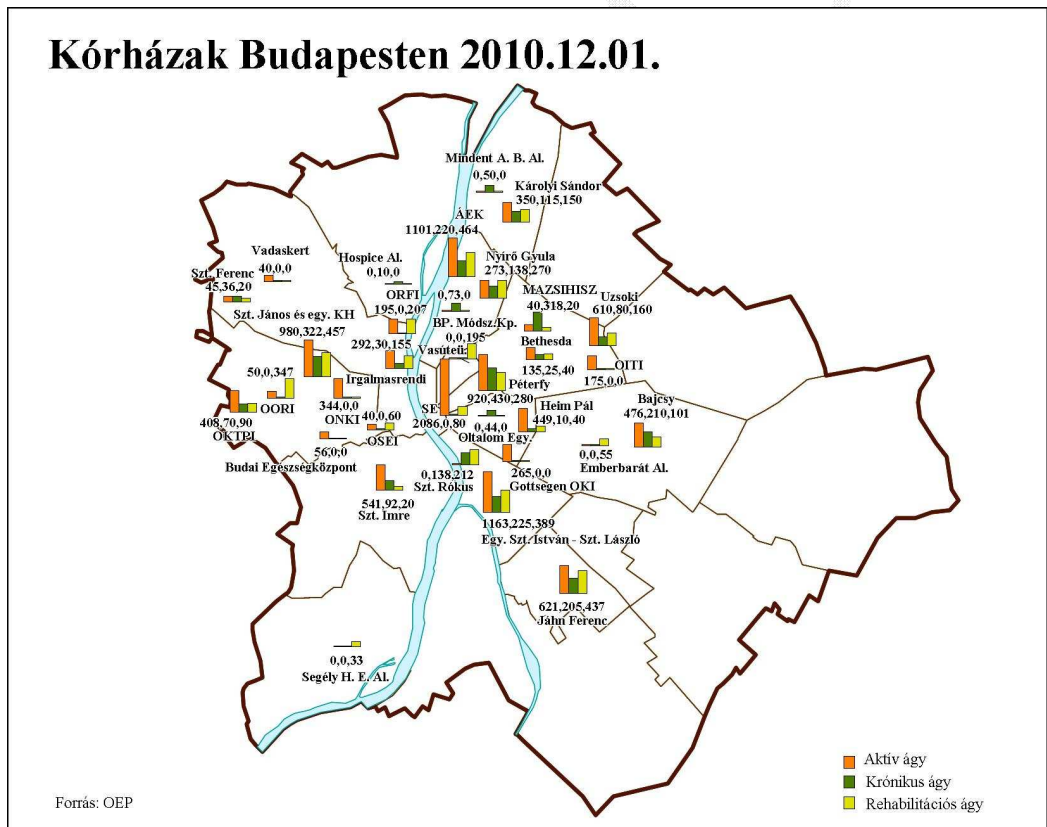 Kórházak Budapesten 2010.12.01.
Mindent A. B. Al.
0,50,0
Károlyi Sándor
350,115,150
ÁEK
1101,220,464
Vadaskert
40,0,0
Hospice Al.
0,10,0
Nyírő Gyula
273,138,270
Szt. Ferenc
45,36,20
ORFI
195,0,207
0,73,0
BP. Módsz.Kp.
MAZSIHISZ
40,318,20
Uzsoki
610,80,160
Szt. János és egy. KH
980,322,457
292,30,155
Irgalmasrendi
Vasúteü.
0,0,195
Bethesda
135,25,40
OITI
175,0,0
50,0,347
OORI
ONKI
344,0,0
Péterfy
920,430,280
Bajcsy
476,210,101
408,70,90
OKTPI
40,0,60
OSEI
SE
2086,0,80
0,44,0
Oltalom Egy.
Heim Pál
449,10,40
56,0,0
Budai Egészségközpont
0,0,55
Emberbarát Al.
0,138,212
Szt. Rókus
265,0,0
Gottsegen OKI
541,92,20
Szt. Imre
1163,225,389
Egy. Szt. István - Szt. László
621,205,437
Jáhn Ferenc
0,0,33
Segély H. E. Al.
Aktív ágy
Krónikus ágy
Rehabilitációs ágy
Forrás: OEP